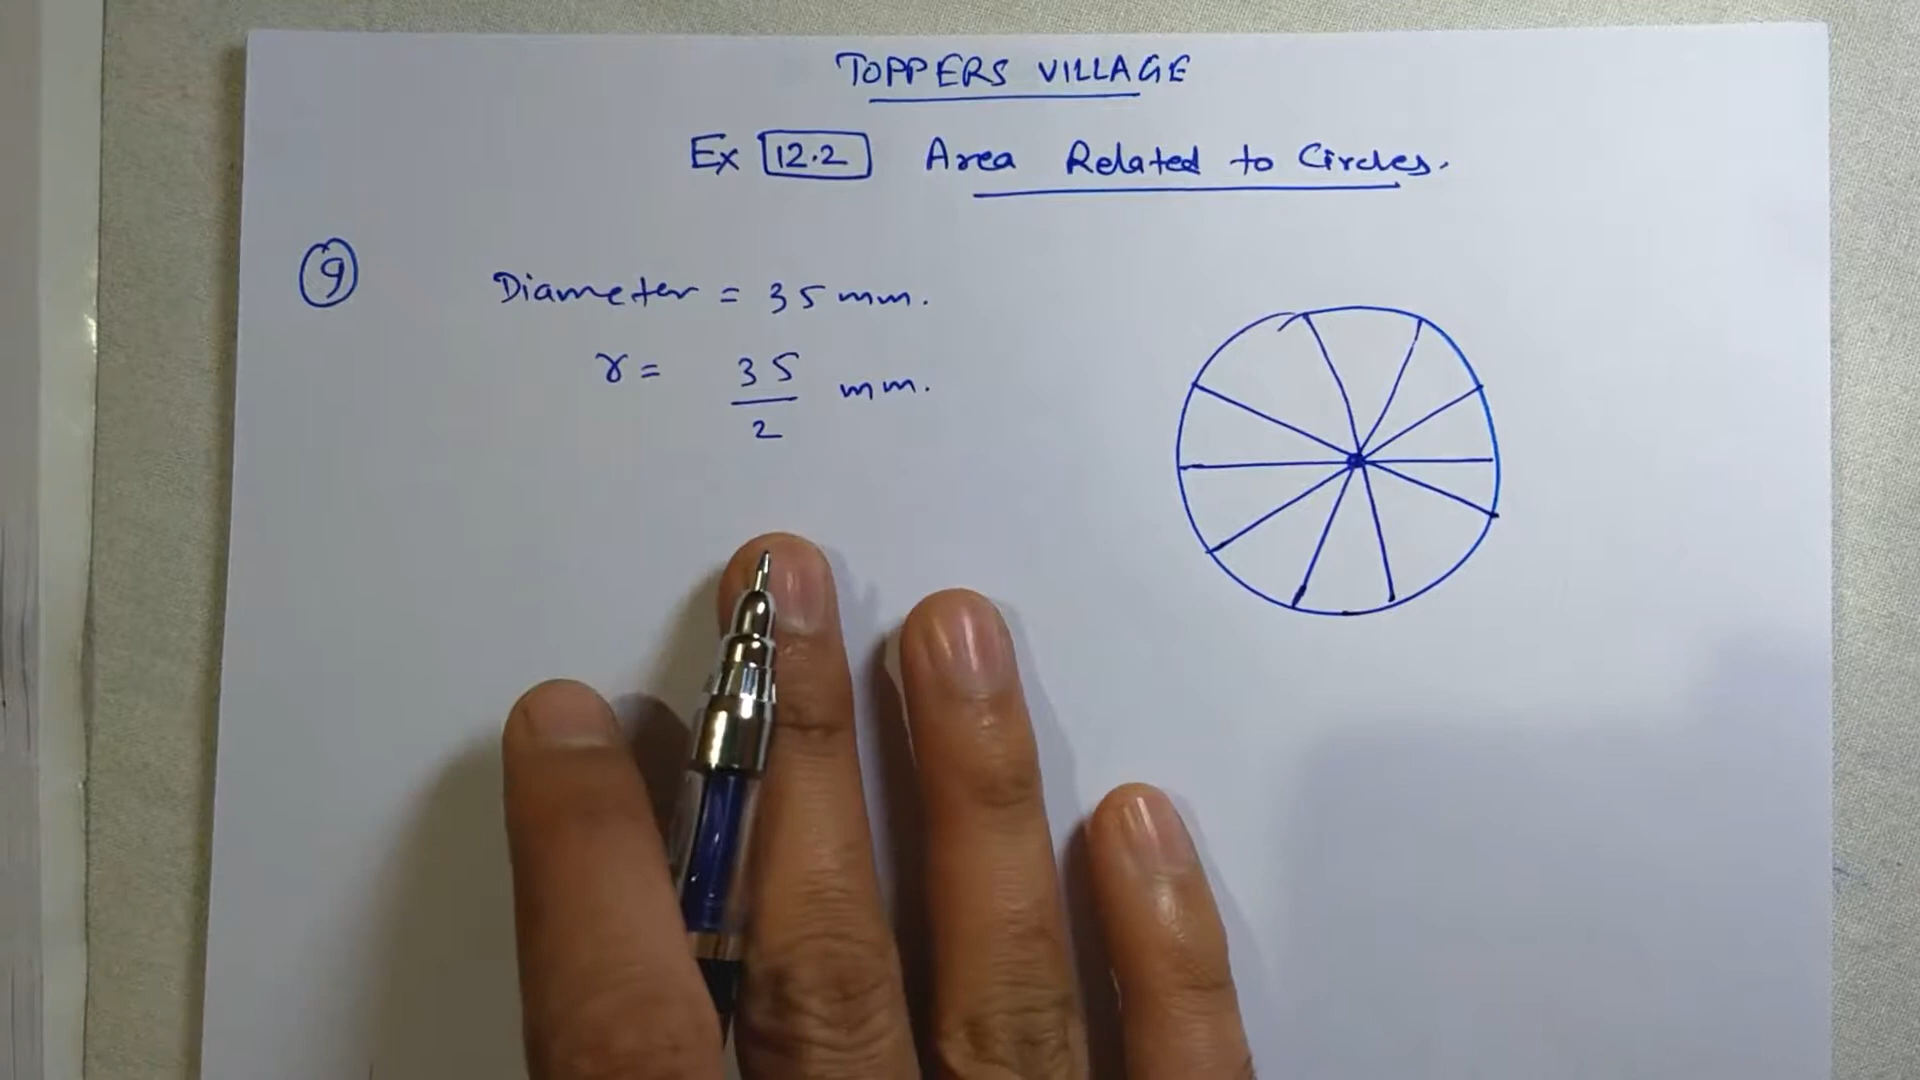 TOPPERS VILLAGE
Ex 12.2 Area Related to Circles.
9 Diameter = 35 mm.
r = 35/2 mm.